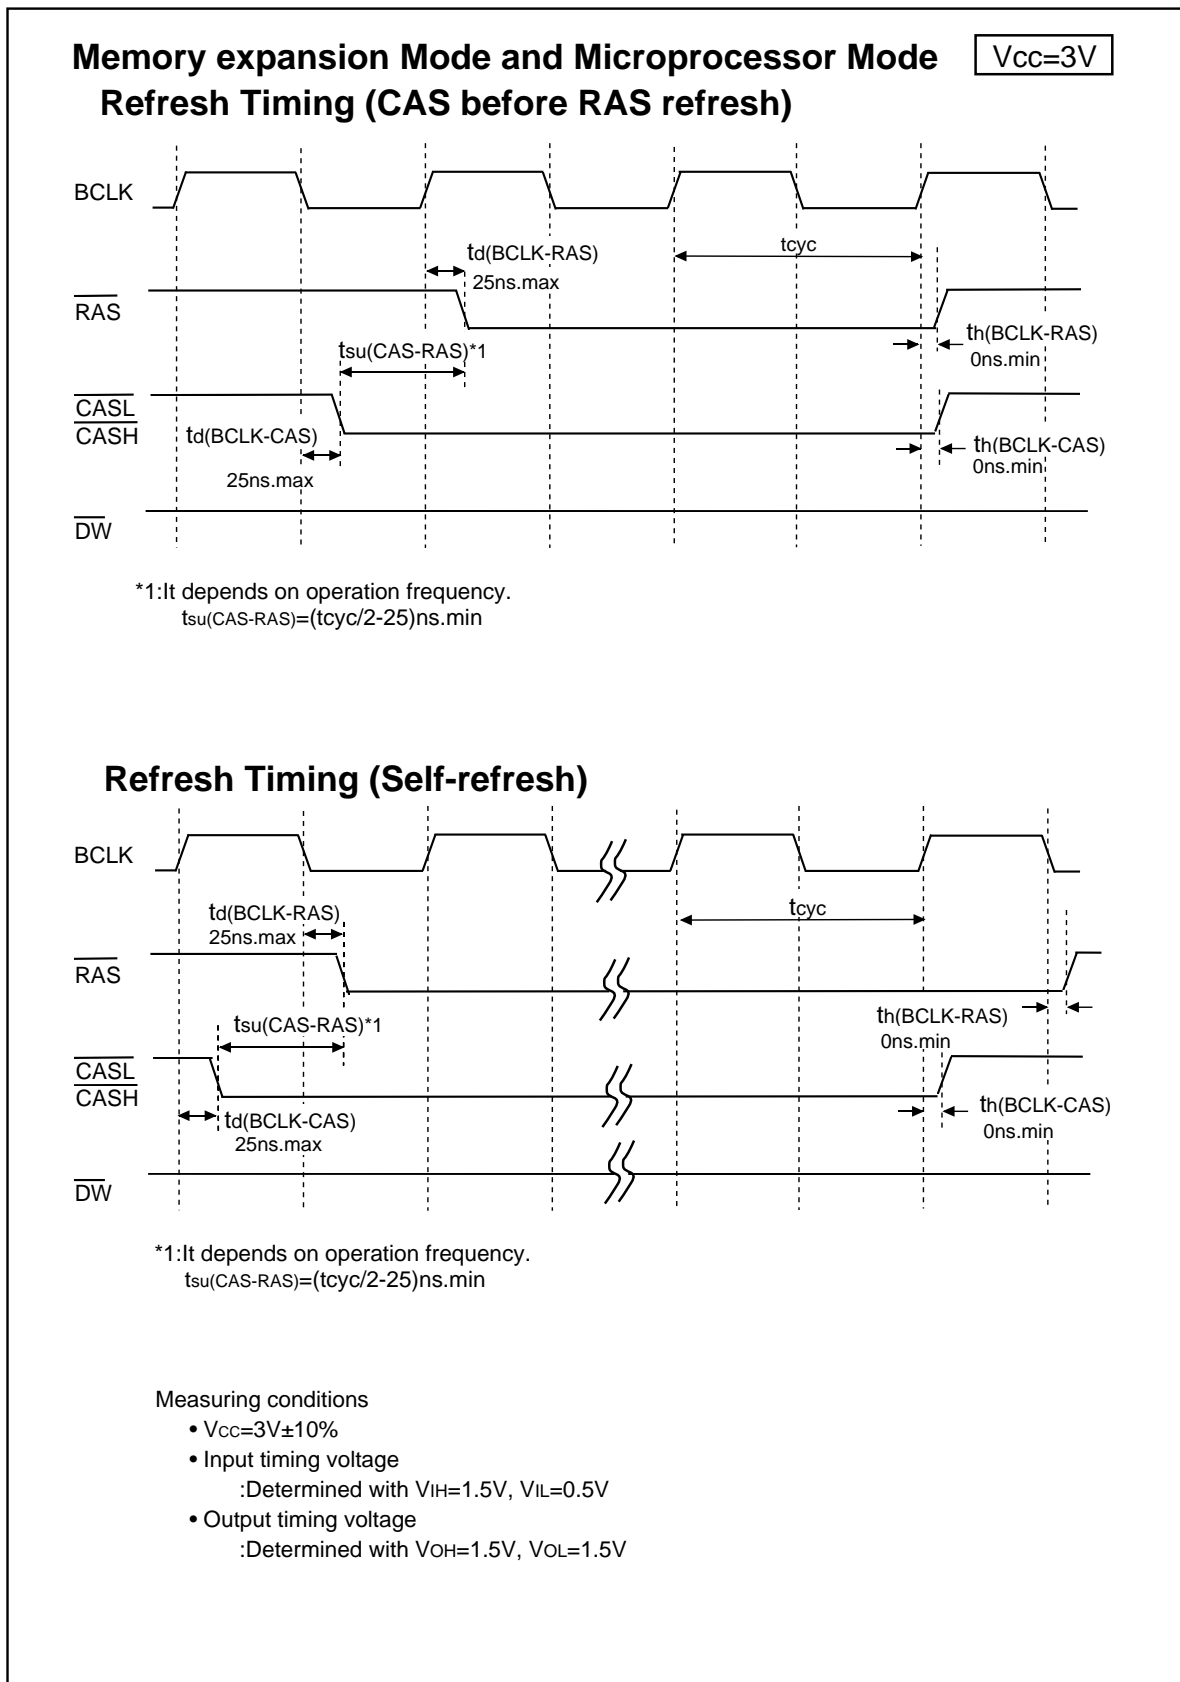 Memory expansion Mode and Microprocessor Mode
Vcc=3V
Refresh Timing (CAS before RAS refresh)
BCLK
tcyc
td(BCLK-RAS)
25ns.max
RAS
th(BCLK-RAS)
0ns.min
tsu(CAS-RAS)*1
CASL
CASH
td(BCLK-CAS)
25ns.max
th(BCLK-CAS)
0ns.min
DW
*1:It depends on operation frequency.
tsu(CAS-RAS)=(tcyc/2-25)ns.min
Refresh Timing (Self-refresh)
BCLK
td(BCLK-RAS)
25ns.max
tcyc
RAS
tsu(CAS-RAS)*1
th(BCLK-RAS)
0ns.min
CASL
CASH
td(BCLK-CAS)
25ns.max
th(BCLK-CAS)
0ns.min
DW
*1:It depends on operation frequency.
tsu(CAS-RAS)=(tcyc/2-25)ns.min
Measuring conditions
• VCC=3V±10%
• Input timing voltage
:Determined with VIH=1.5V, VIL=0.5V
• Output timing voltage
:Determined with VOH=1.5V, VOL=1.5V